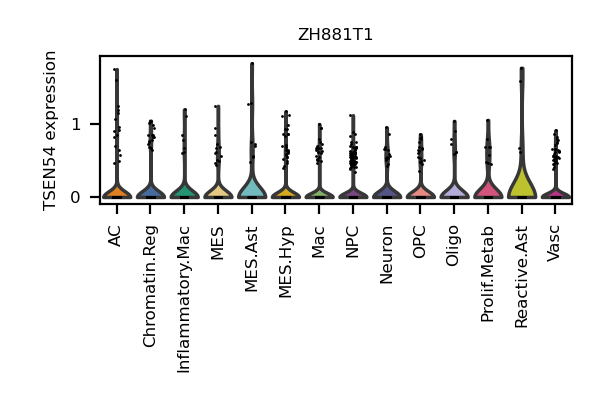 ZH881T1
TSEN54 expression
1
0
AC
Chromatin.Reg
Inflammatory.Mac
MES
MES.Ast
MES.Hyp
Mac
NPC
Neuron
OPC
Oligo
Prolif.Metab
Reactive.Ast
Vasc